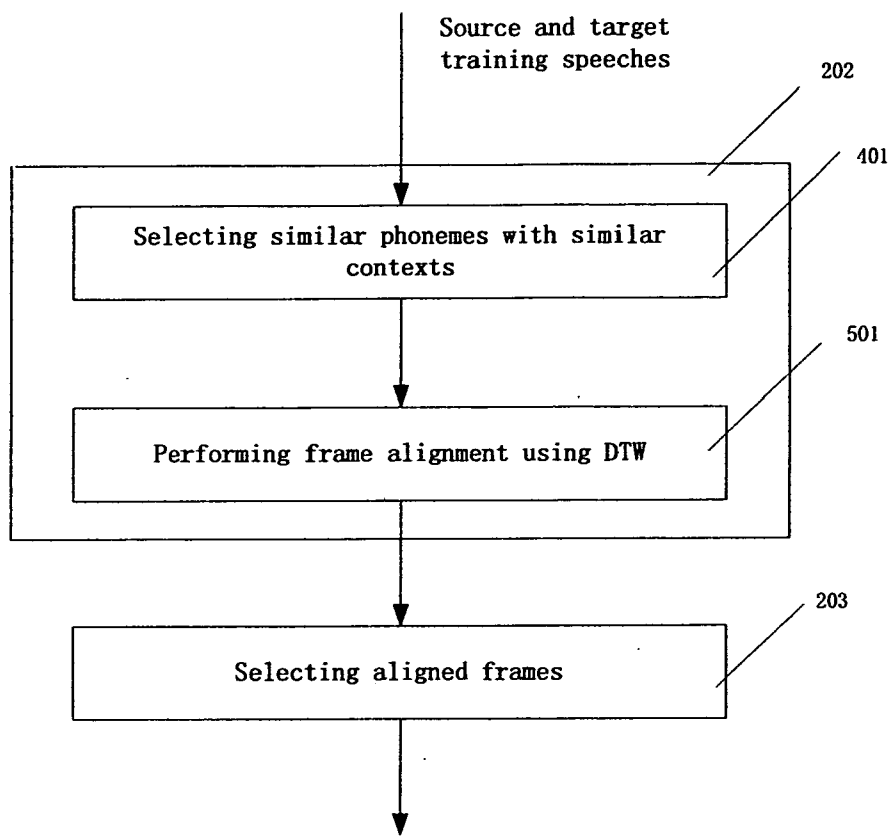 Source and target
training speeches
202
401
Selecting similar phonemes with similar
contexts
501
Performing frame alignment using DTW
203
Selecting aligned frames